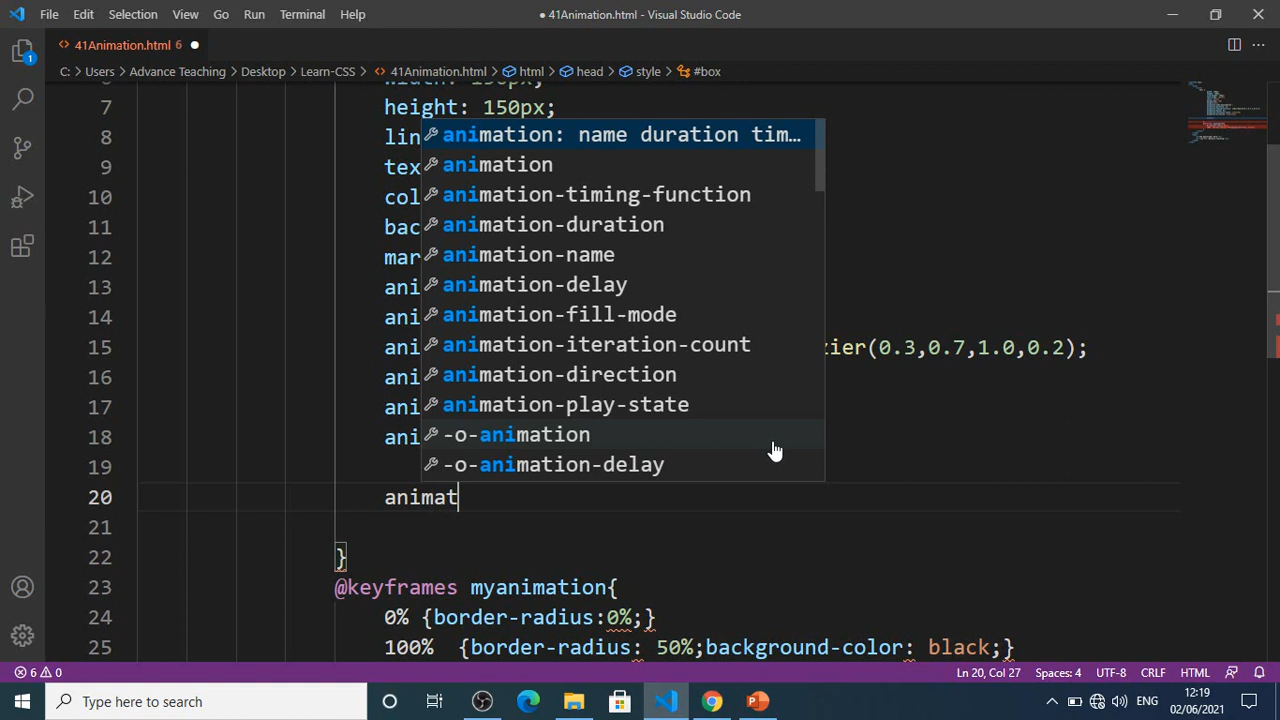 File Edit Selection View Go Run Terminal Help
● 41Animation.html - Visual Studio Code
41Animation.html 6 ●
C: > Users > Advance Teaching > Desktop > Learn-CSS > 41Animation.html > html > head > style > #box
7 height: 150px;
8 lin
9 tex
10 col
11 bac
12 mar
13 ani
14 ani
15 ani zier(0.3,0.7,1.0,0.2);
16 ani
17 ani
18 ani
19
20 animat
21
22 }
23 @keyframes myanimation{
24 0% {border-radius:0%;}
25 100% {border-radius: 50%;background-color: black;}
animation: name duration tim…
animation
animation-timing-function
animation-duration
animation-name
animation-delay
animation-fill-mode
animation-iteration-count
animation-direction
animation-play-state
-o-animation
-o-animation-delay
1
6 0
Ln 20, Col 27 Spaces: 4 UTF-8 CRLF HTML
Type here to search
ENG
12:19
02/06/2021